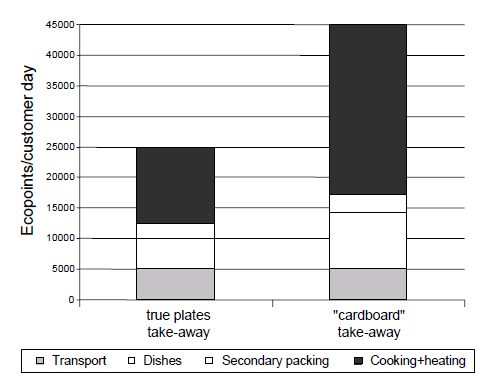 Ecopoints/customer day
45000
40000
35000
30000
25000
20000
15000
10000
5000
0
true plates
take-away
"cardboard"
take-away
Transport Dishes Secondary packing Cooking+heating